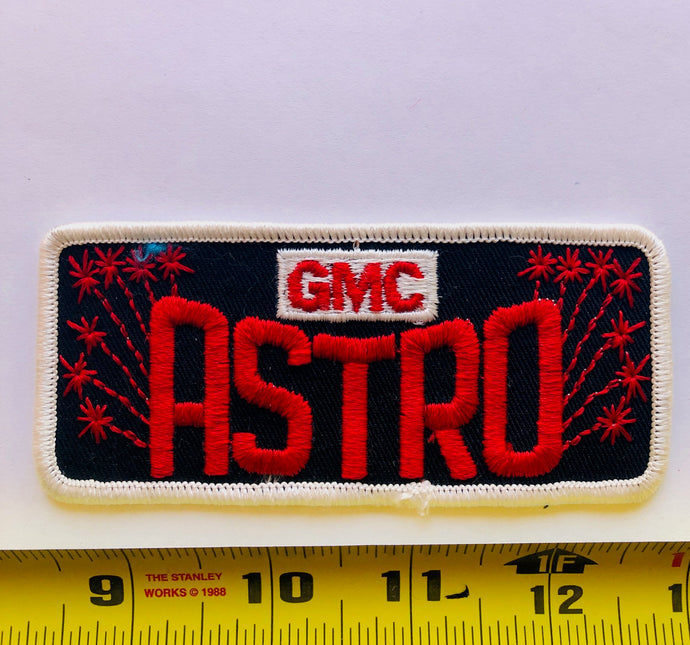 GMC
ASTRO
9 THE STANLEY 10 11 1F 12 1
WORKS © 1988